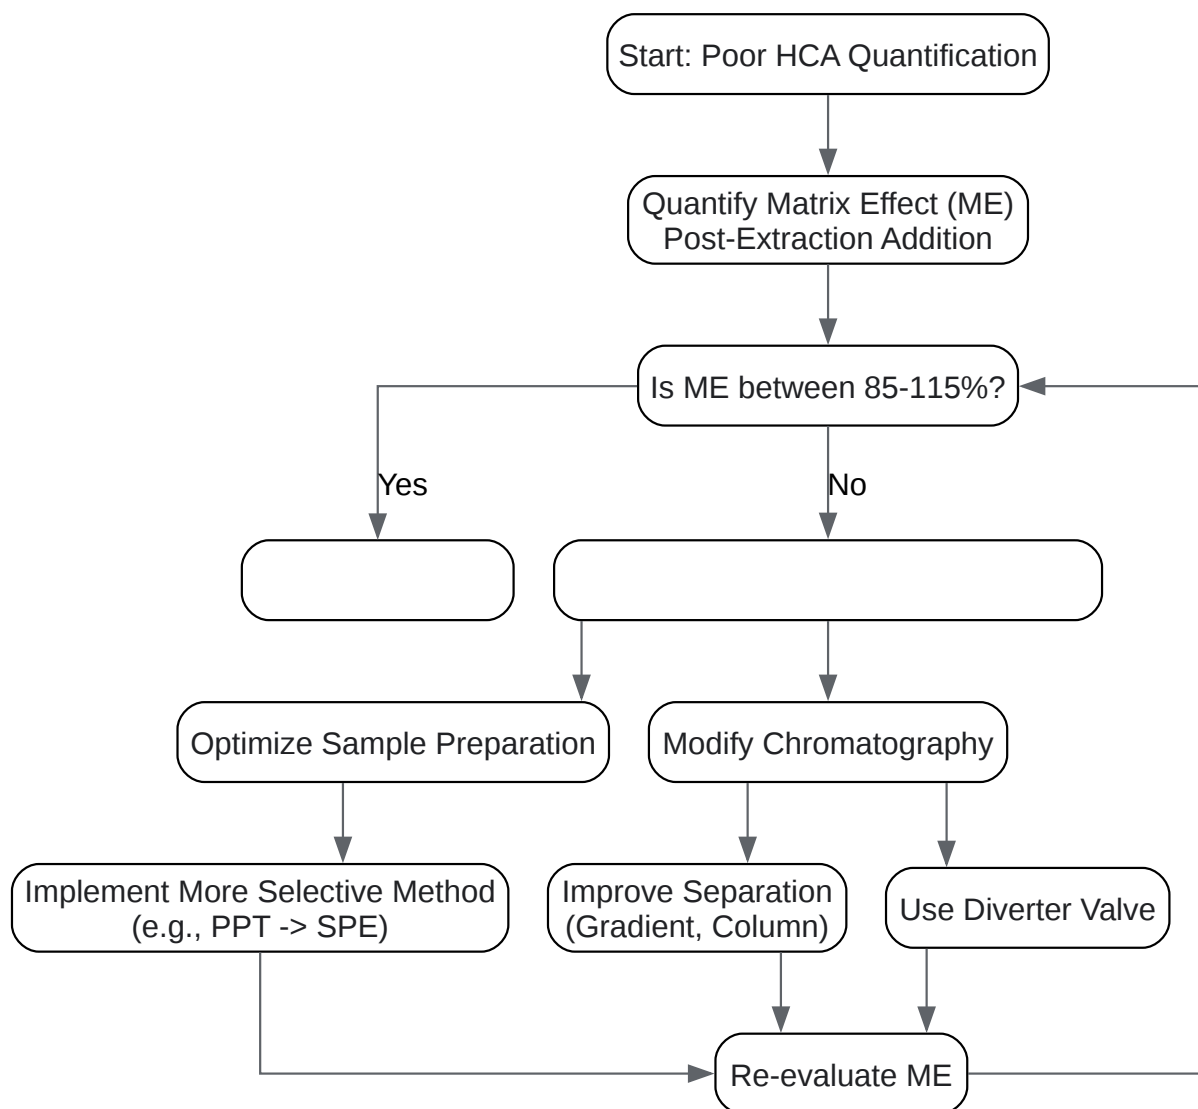 Start: Poor HCA Quantification
Quantify Matrix Effect (ME)
Post-Extraction Addition
Is ME between 85-115%?
Yes
No
Optimize Sample Preparation
Modify Chromatography
Implement More Selective Method
(e.g., PPT -> SPE)
Improve Separation
(Gradient, Column)
Use Diverter Valve
Re-evaluate ME